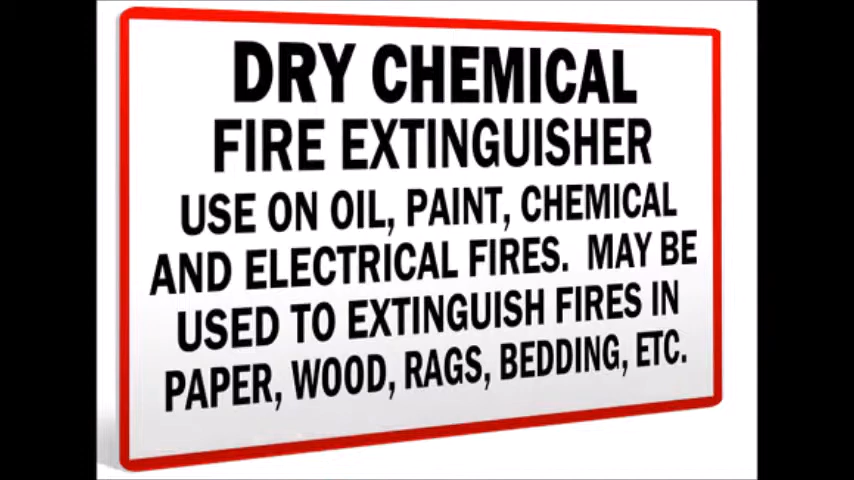 DRY CHEMICAL
FIRE EXTINGUISHER
USE ON OIL, PAINT, CHEMICAL
AND ELECTRICAL FIRES. MAY BE
USED TO EXTINGUISH FIRES IN
PAPER, WOOD, RAGS, BEDDING, ETC.